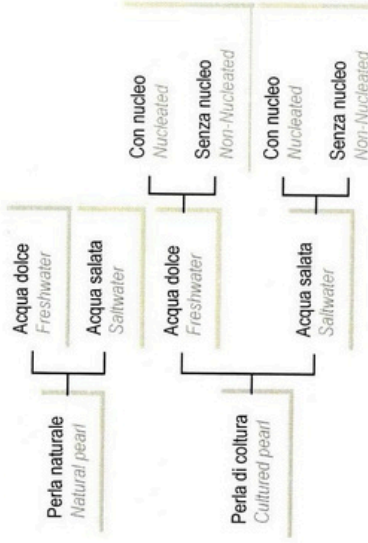 Perla naturale
Natural pearl
Acqua dolce
Freshwater
Acqua salata
Saltwater
Perla di coltura
Cultured pearl
Acqua dolce
Freshwater
Con nucleo
Nucleated
Senza nucleo
Non-Nucleated
Acqua salata
Saltwater
Con nucleo
Nucleated
Senza nucleo
Non-Nucleated